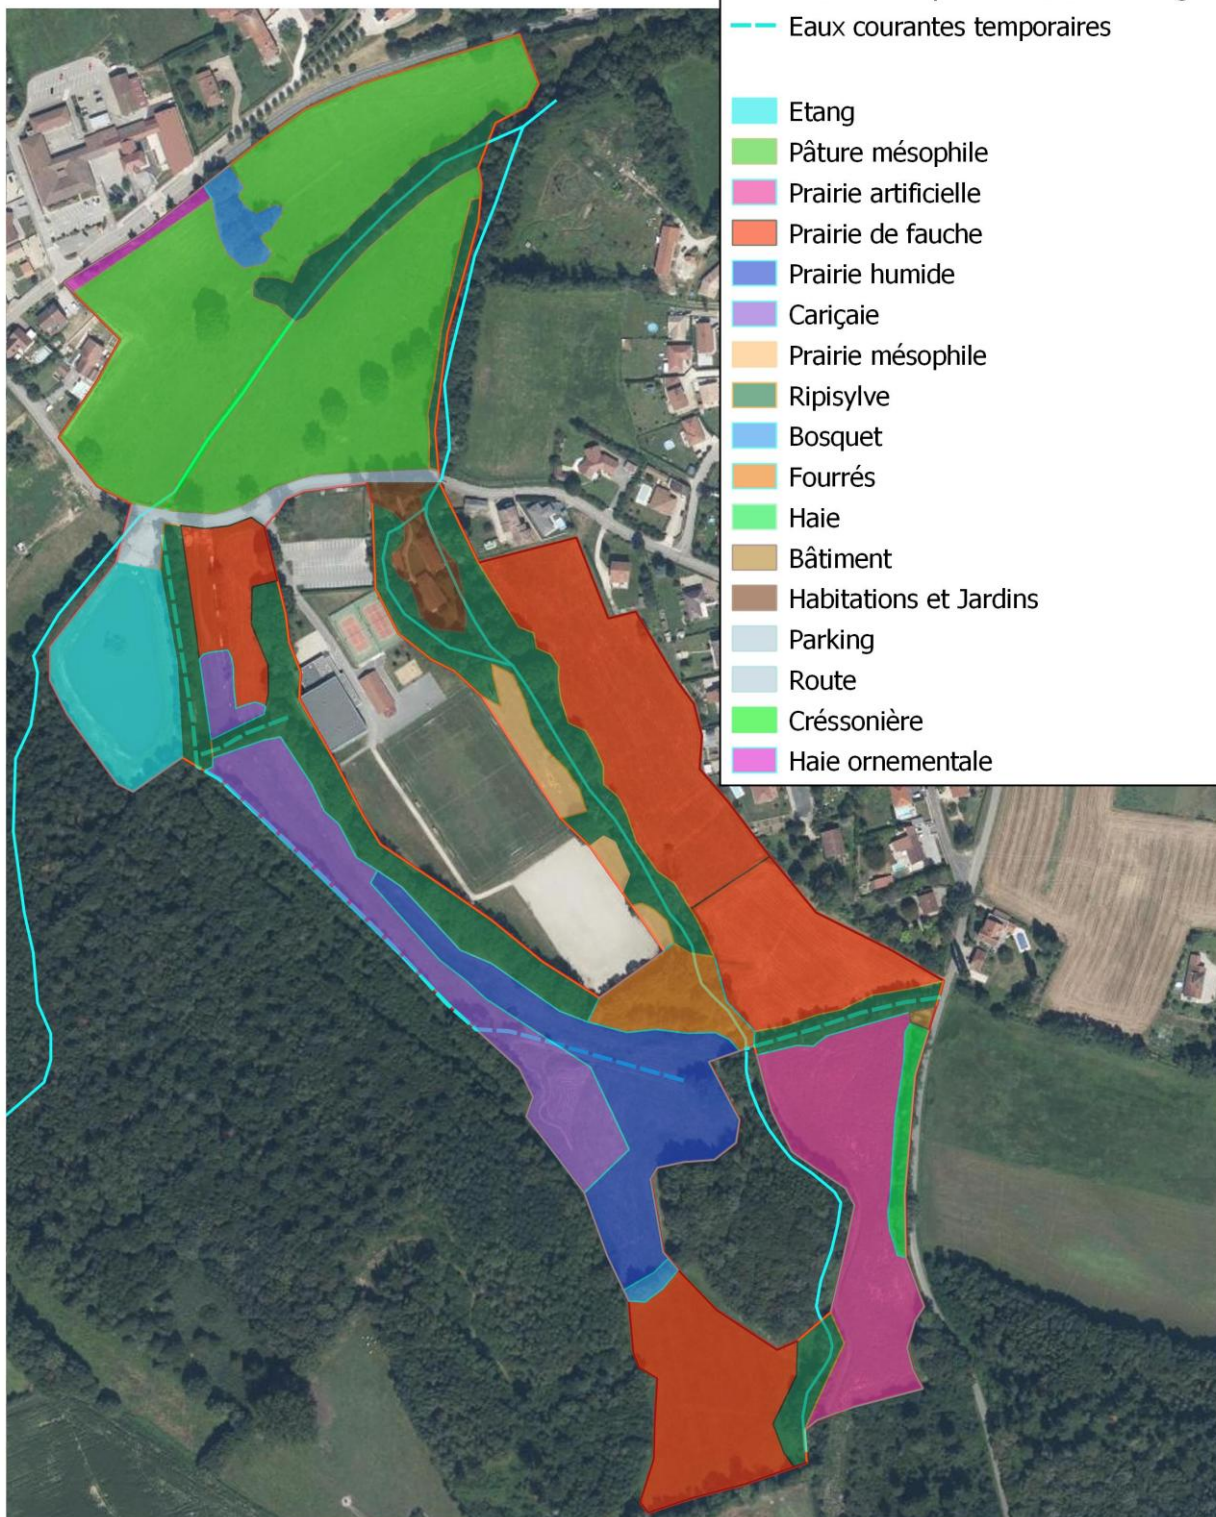 Eaux courantes temporaires
Etang
Pâture mésophile
Prairie artificielle
Prairie de fauche
Prairie humide
Cariçaie
Prairie mésophile
Ripisylve
Bosquet
Fourrés
Haie
Bâtiment
Habitations et Jardins
Parking
Route
Créssonière
Haie ornementale